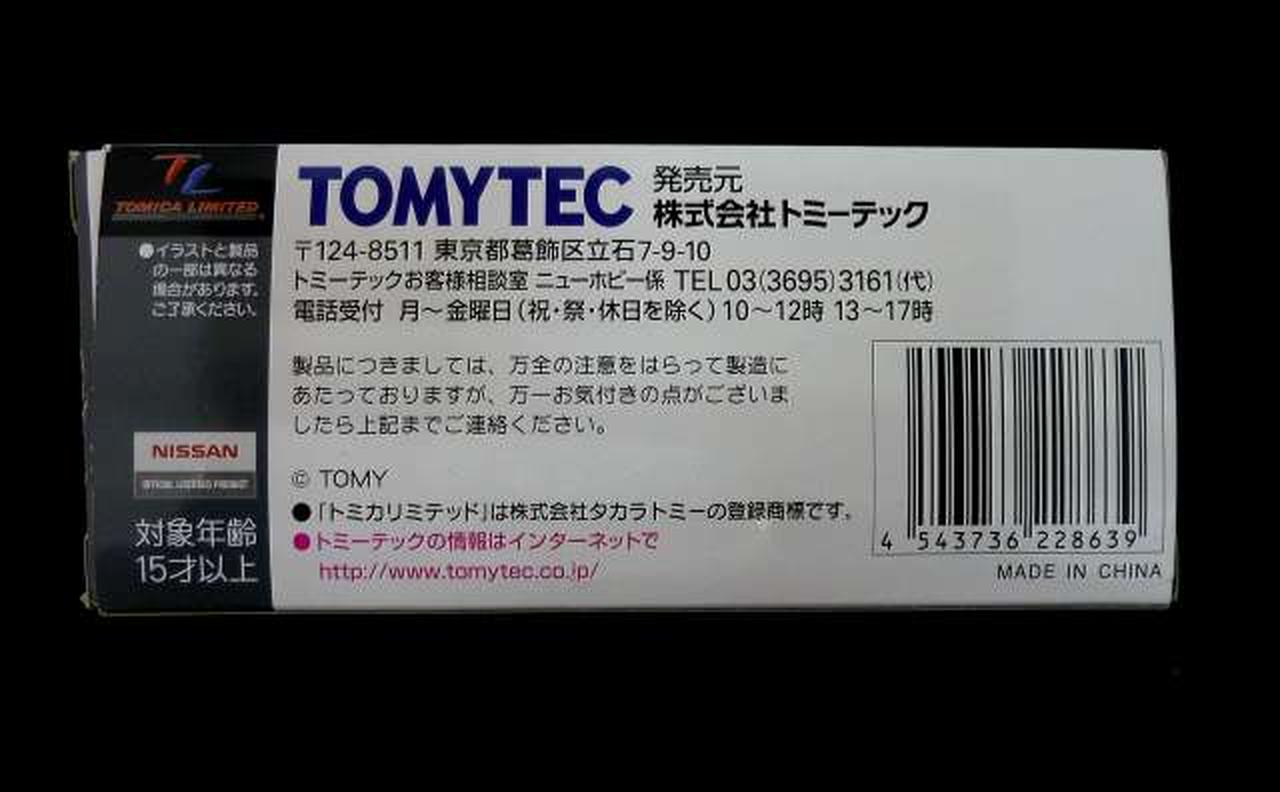 TL
TOMICA LIMITED
●イラストと製品
の一部は異なる
場合があります。
ご了承ください。
NISSAN
OFFICIAL LICENSED PRODUCT
対象年齢
15才以上
TOMYTEC
発売元
株式会社トミーテック
〒124-8511 東京都葛飾区立石7-9-10
トミーテックお客様相談室 ニューホビー係 TEL 03(3695)3161(代)
電話受付 月〜金曜日(祝・祭・休日を除く)10〜12時 13〜17時
製品につきましては、万全の注意をはらって製造に
あたっておりますが、万一お気付きの点がございま
したら上記までご連絡ください。
© TOMY
●「トミカリミテッド」は株式会社タカラトミーの登録商標です。
●トミーテックの情報はインターネットで
http://www.tomytec.co.jp/
4 543736 228639
MADE IN CHINA